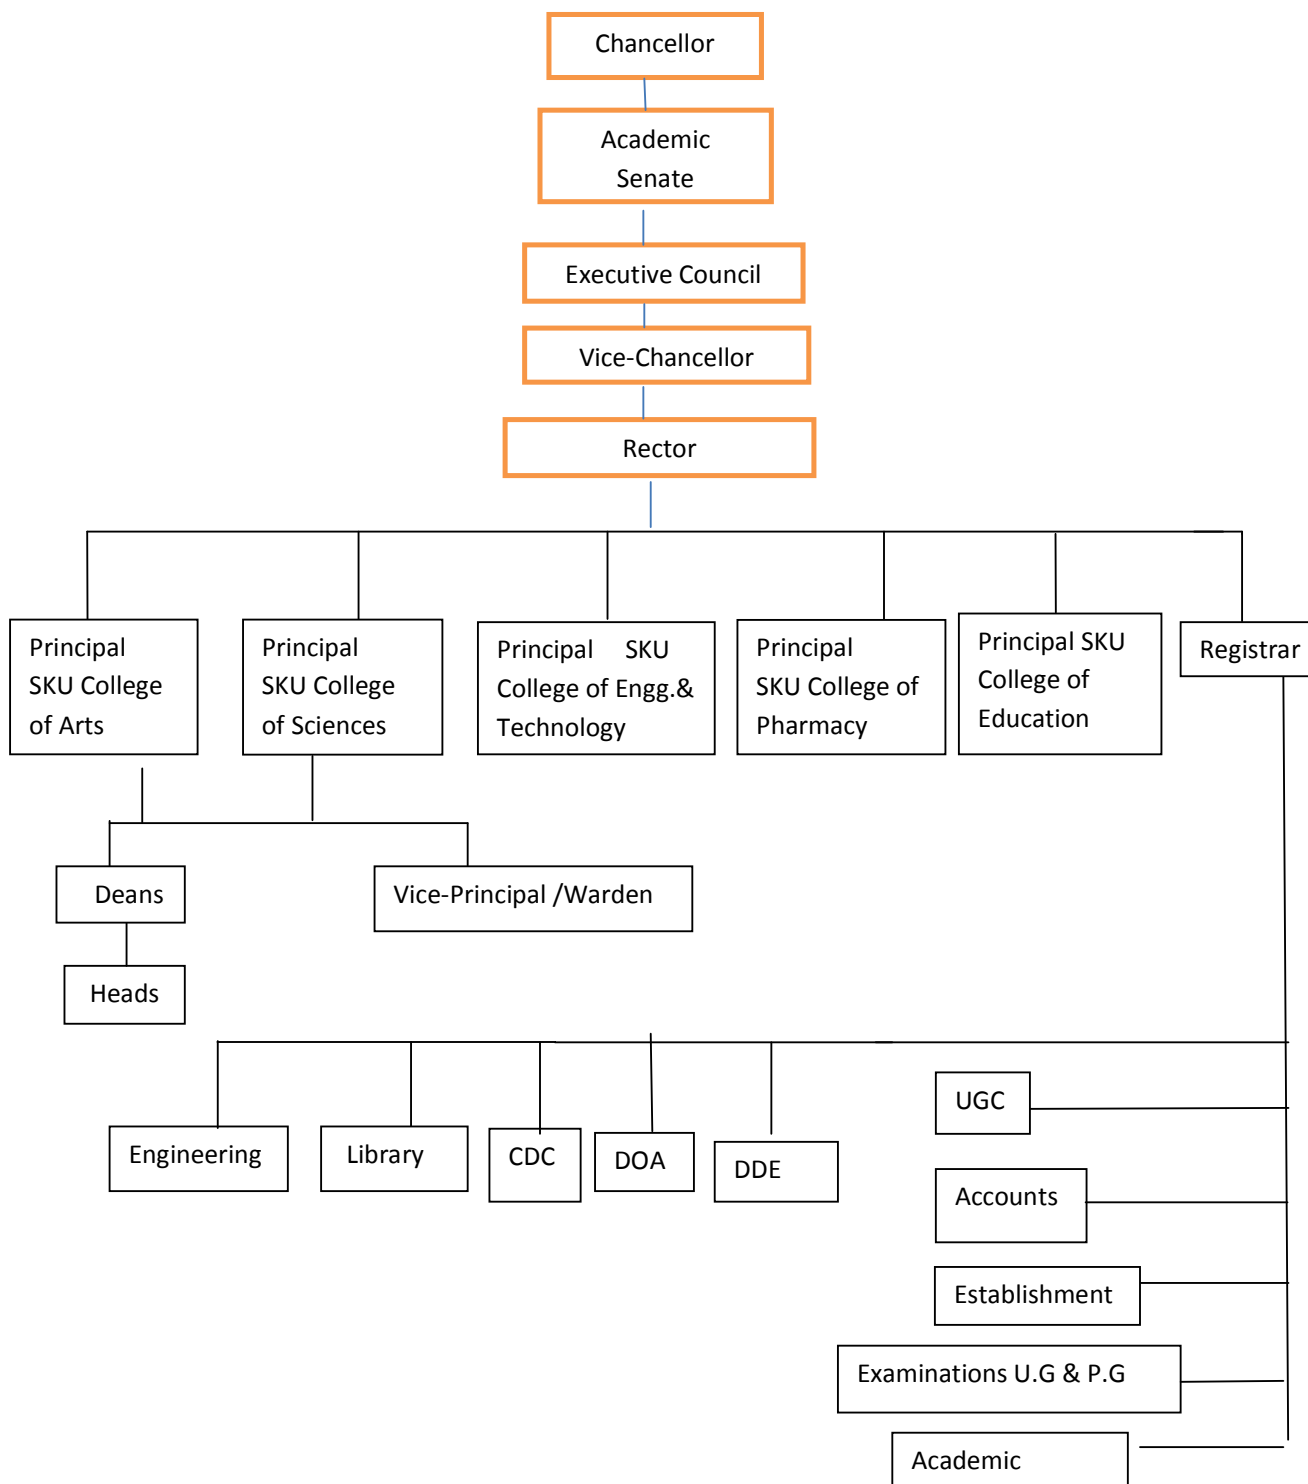 Chancellor
Academic
Senate
Executive Council
Vice-Chancellor
Rector
Principal
SKU College
of Arts
Principal
SKU College
of Sciences
Principal SKU
College of Engg.&
Technology
Principal
SKU College of
Pharmacy
Principal SKU
College of
Education
Registrar
Deans
Vice-Principal /Warden
Heads
Engineering
Library
CDC
DOA
DDE
UGC
Accounts
Establishment
Examinations U.G & P.G
Academic